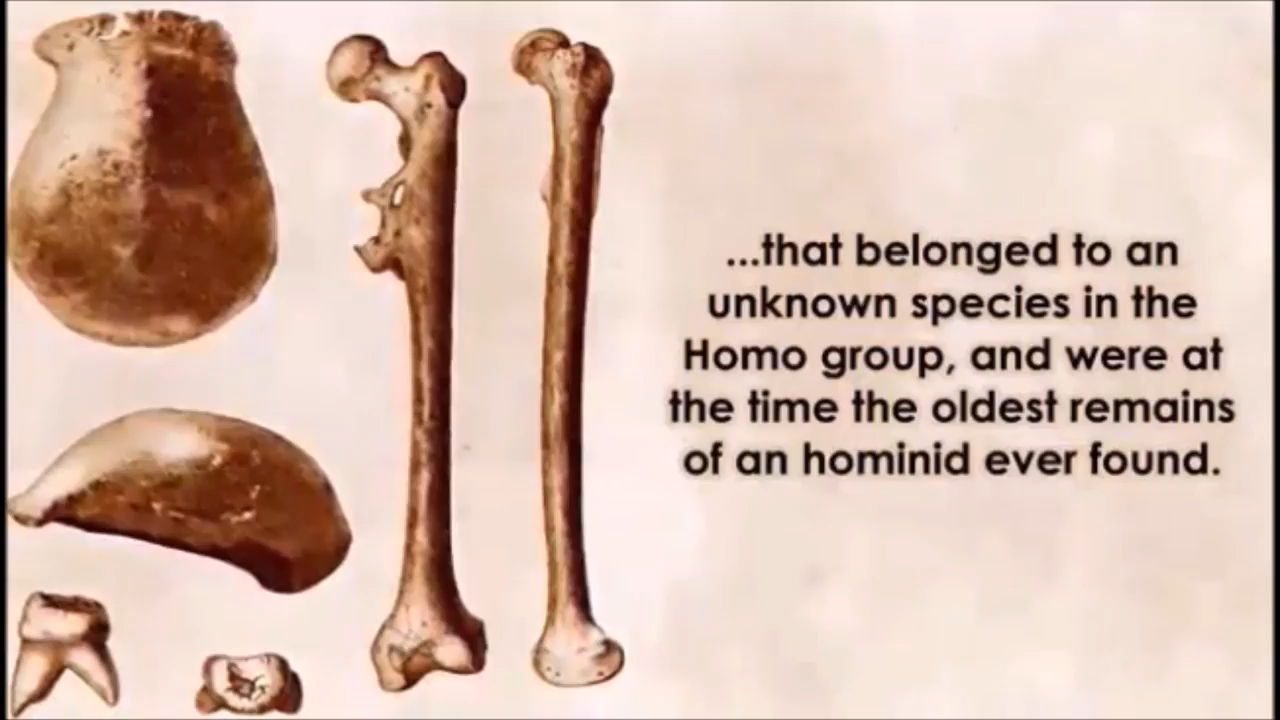 ...that belonged to an
unknown species in the
Homo group, and were at
the time the oldest remains
of an hominid ever found.